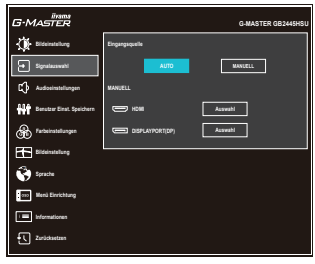 iiyama
G-MASTER
G-MASTER GB2445HSU
Bildeinstellung
Eingangsquelle
Signalauswahl
AUTO
MANUELL
Audioeinstellungen
MANUELL
Benutzer Einst. Speichern
HDMI
Auswahl
Farbeinstellungen
DISPLAYPORT(DP)
Auswahl
Bildeinstellung
Sprache
OSD
Menü Einrichtung
Informationen
Zurücksetzen